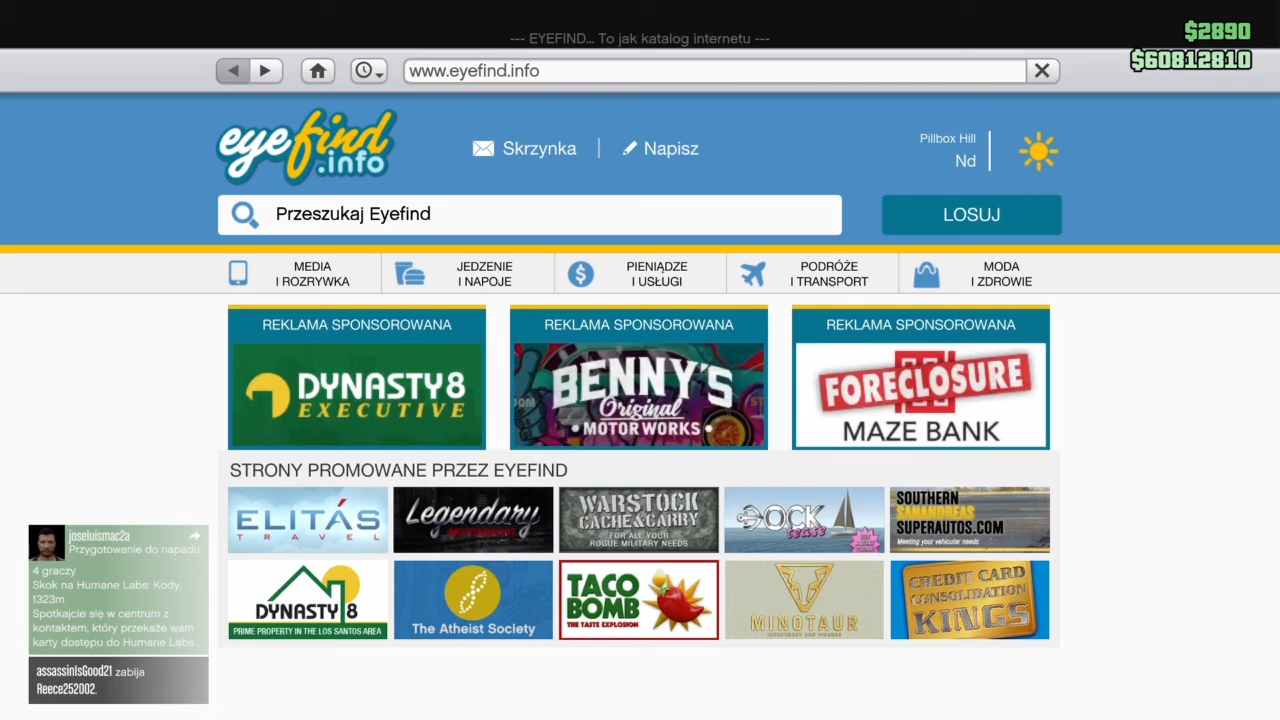 $2890
--- EYEFIND... To jak katalog internetu ---
$60812810
www.eyefind.info
eyefind
.info
Skrzynka
Napisz
Pillbox Hill
Nd
Przeszukaj Eyefind
LOSUJ
MEDIA
I ROZRYWKA
JEDZENIE
I NAPOJE
PIENIĄDZE
I USŁUGI
PODRÓŻE
I TRANSPORT
MODA
I ZDROWIE
REKLAMA SPONSOROWANA
DYNASTY 8
EXECUTIVE
REKLAMA SPONSOROWANA
BENNY'S
Original
MOTOR WORKS
REKLAMA SPONSOROWANA
FORECLOSURE
MAZE BANK
STRONY PROMOWANE PRZEZ EYEFIND
ELITÁS
TRAVEL
Legendary
MOTORSPORT
WARSTOCK
CACHE & CARRY
FOR ALL YOUR
ROGUE MILITARY NEEDS
DOCK
tease
SOUTHERN
SANANDREAS
SUPERAUTOS.COM
Meeting your vehicular needs
DYNASTY 8
PRIME PROPERTY IN THE LOS SANTOS AREA
The Atheist Society
TACO
BOMB
THE TASTE EXPLOSION
MINOTAUR
CREDIT CARD
CONSOLIDATION
KINGS
joseluismac2a
Przygotowanie do napadu
4 graczy
Skok na Humane Labs: Kody,
1323m
Spotkajcie się w centrum z
kontaktem, który przekaże wam
karty dostępu do Humane Labs...
assassinIsGood21 zabija
Reece252002.